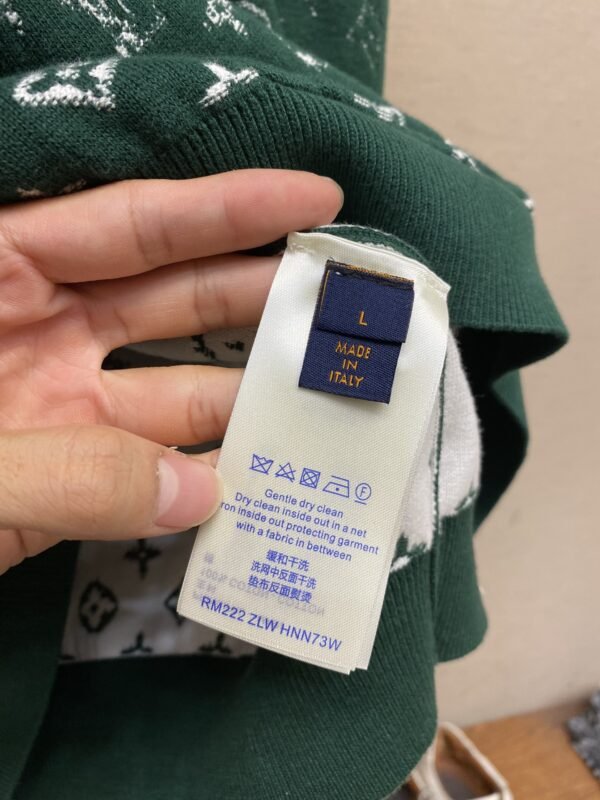 L
MADE
IN
ITALY
F
Gentle dry clean
Dry clean inside out in a net
ron inside out protecting garment
with a fabric in bettween
缓和干洗
洗网中反面干洗
垫布反面熨烫
RM222 ZLW HNN73W